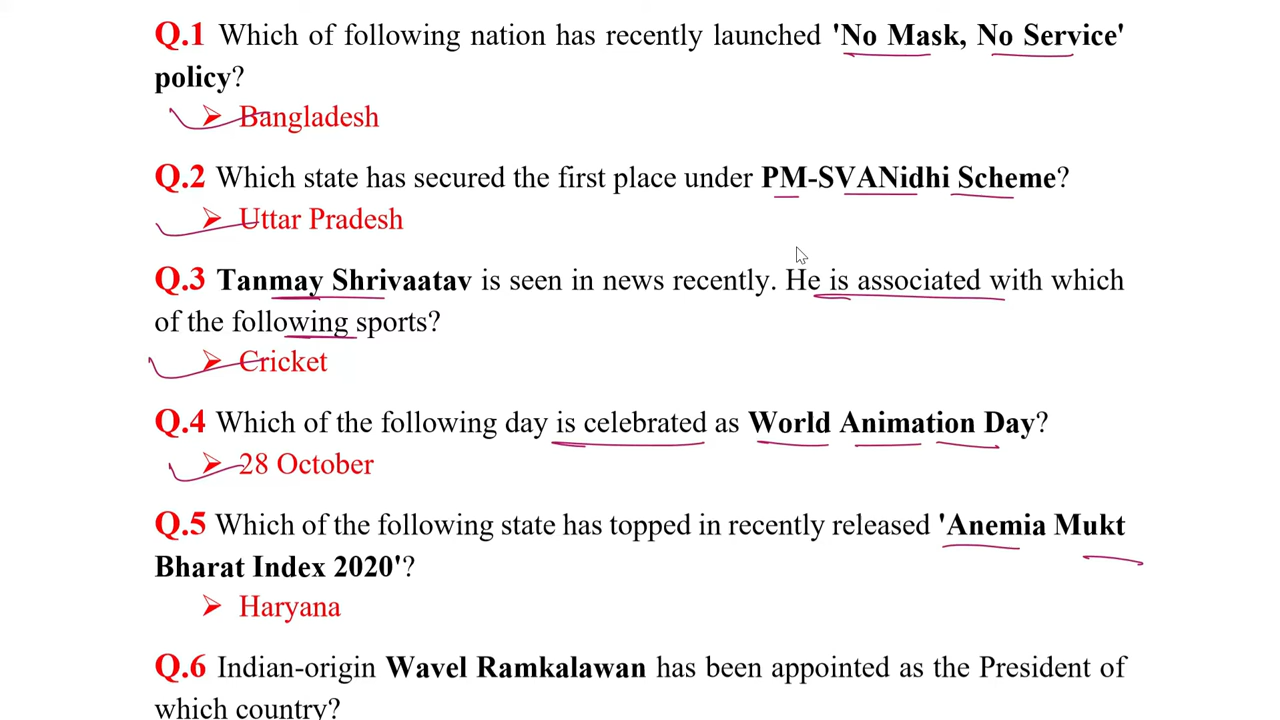 Q.1 Which of following nation has recently launched 'No Mask, No Service'
policy?
➢ Bangladesh
Q.2 Which state has secured the first place under PM-SVANidhi Scheme?
➢ Uttar Pradesh
Q.3 Tanmay Shrivaatav is seen in news recently. He is associated with which
of the following sports?
➢ Cricket
Q.4 Which of the following day is celebrated as World Animation Day?
➢ 28 October
Q.5 Which of the following state has topped in recently released 'Anemia Mukt
Bharat Index 2020'?
➢ Haryana
Q.6 Indian-origin Wavel Ramkalawan has been appointed as the President of
which country?